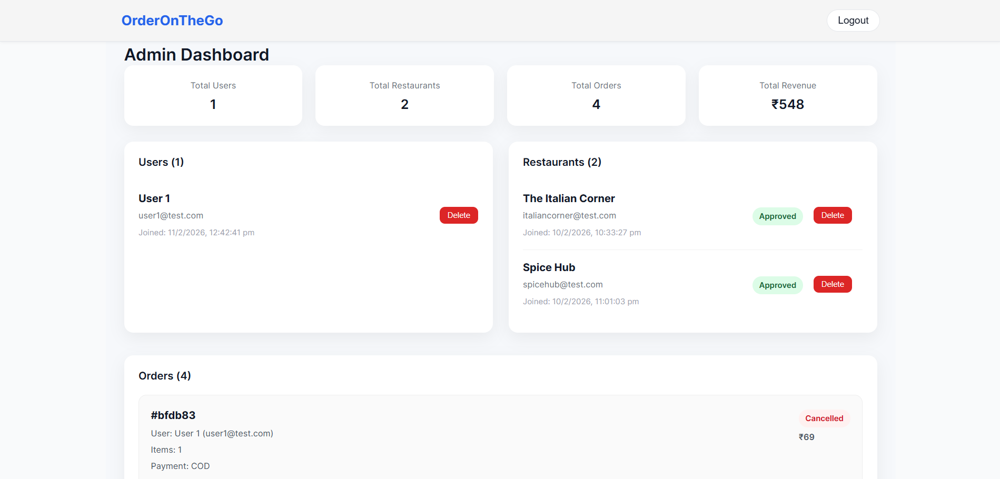 OrderOnTheGo
Logout
Admin Dashboard
Total Users
1
Total Restaurants
2
Total Orders
4
Total Revenue
₹548
Users (1)
User 1
user1@test.com
Joined: 11/2/2026, 12:42:41 pm
Delete
Restaurants (2)
The Italian Corner
italiancorner@test.com
Joined: 10/2/2026, 10:33:27 pm
Approved
Delete
Spice Hub
spicehub@test.com
Joined: 10/2/2026, 11:01:03 pm
Approved
Delete
Orders (4)
#bfdb83
User: User 1 (user1@test.com)
Items: 1
Payment: COD
Cancelled
₹69